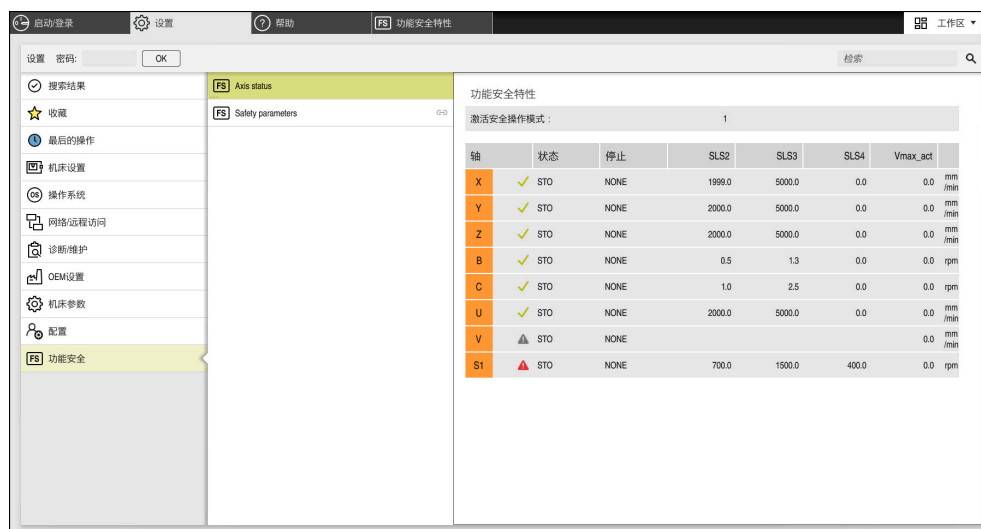 启动/登录 设置 帮助 FS 功能安全特性 工作区
设置 密码: OK 检索
搜索结果
收藏
最后的操作
机床设置
OS 操作系统
网络/远程访问
诊断/维护
OEM设置
机床参数
配置
FS 功能安全
FS Axis status
FS Safety parameters
功能安全特性
激活安全操作模式： 1
轴 状态 停止 SLS2 SLS3 SLS4 Vmax_act
X STO NONE 1999.0 5000.0 0.0 0.0 mm/min
Y STO NONE 2000.0 5000.0 0.0 0.0 mm/min
Z STO NONE 2000.0 5000.0 0.0 0.0 mm/min
B STO NONE 0.5 1.3 0.0 0.0 rpm
C STO NONE 1.0 2.5 0.0 0.0 rpm
U STO NONE 2000.0 5000.0 0.0 0.0 mm/min
V STO NONE 0.0 mm/min
S1 STO NONE 700.0 1500.0 400.0 0.0 rpm